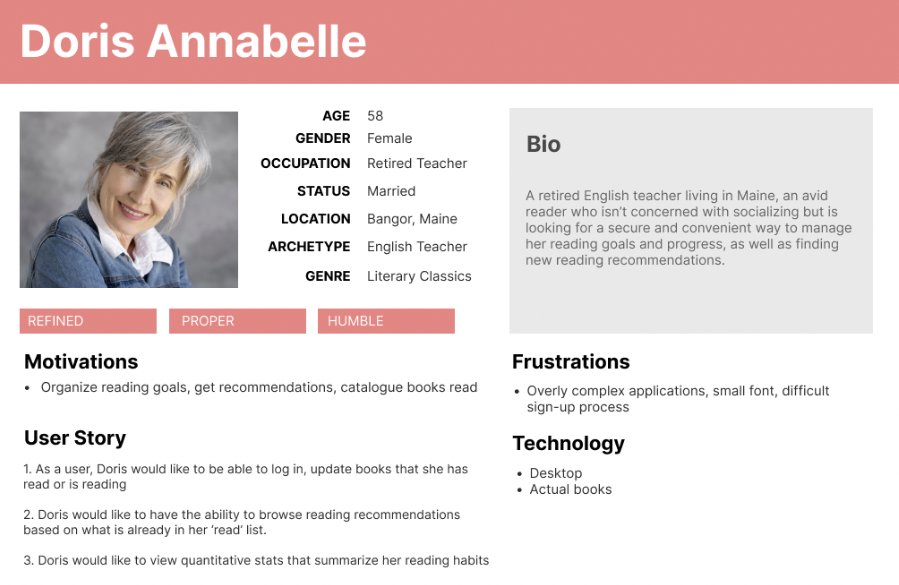 Doris Annabelle
AGE 58
GENDER Female
OCCUPATION Retired Teacher
STATUS Married
LOCATION Bangor, Maine
ARCHETYPE English Teacher
GENRE Literary Classics
REFINED PROPER HUMBLE
Bio
A retired English teacher living in Maine, an avid
reader who isn’t concerned with socializing but is
looking for a secure and convenient way to manage
her reading goals and progress, as well as finding
new reading recommendations.
Motivations
• Organize reading goals, get recommendations, catalogue books read
User Story
1. As a user, Doris would like to be able to log in, update books that she has
read or is reading
2. Doris would like to have the ability to browse reading recommendations
based on what is already in her ‘read’ list.
3. Doris would like to view quantitative stats that summarize her reading habits
Frustrations
• Overly complex applications, small font, difficult
sign-up process
Technology
• Desktop
• Actual books